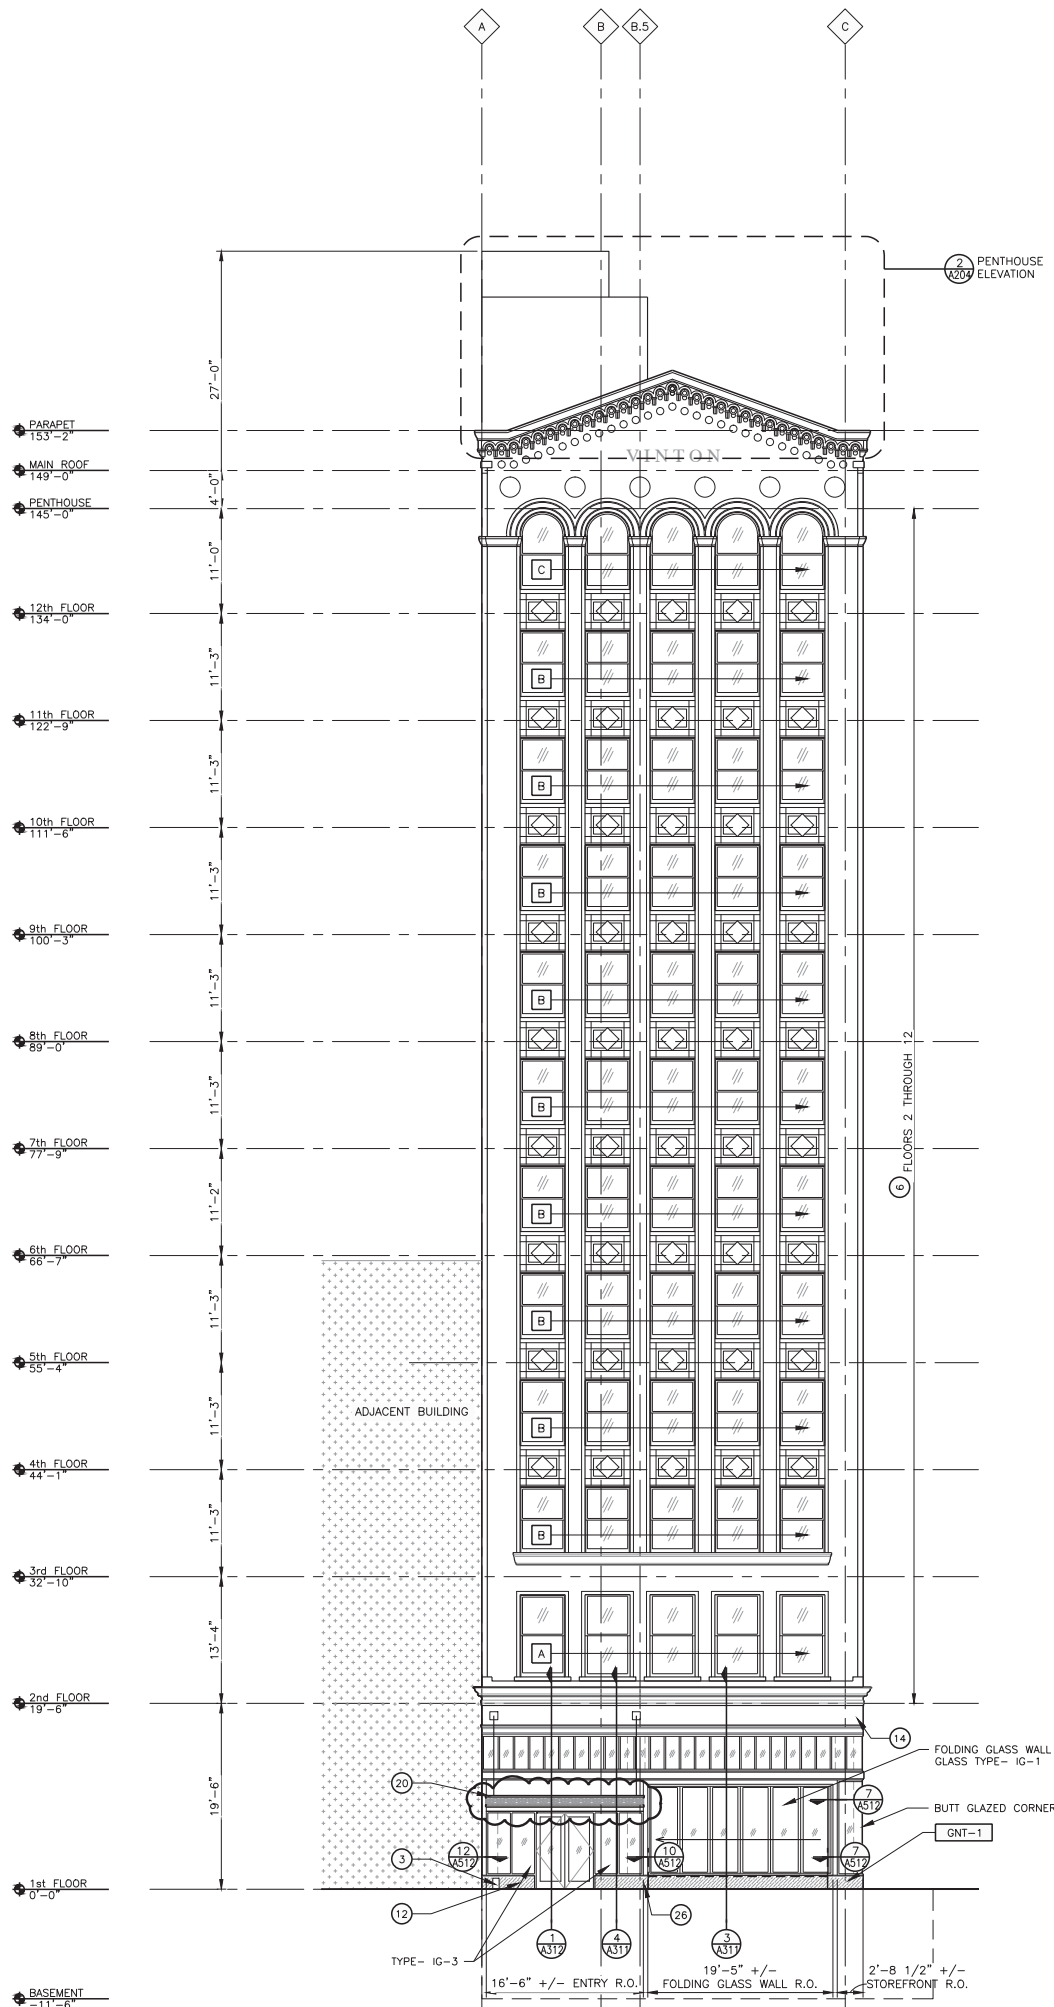 A
B
B.5
C
2
A204
PENTHOUSE
ELEVATION
27'-0"
PARAPET
153'-2"
VINTON
MAIN ROOF
149'-0"
4'-0"
PENTHOUSE
145'-0"
11'-0"
C
12th FLOOR
134'-0"
11'-3"
B
11th FLOOR
122'-9"
11'-3"
B
10th FLOOR
111'-6"
11'-3"
B
9th FLOOR
100'-3"
11'-3"
B
8th FLOOR
89'-0'
11'-3"
B
6 FLOORS 2 THROUGH 12
7th FLOOR
77'-9"
11'-2"
B
6th FLOOR
66'-7"
11'-3"
B
5th FLOOR
55'-4"
ADJACENT BUILDING
11'-3"
B
4th FLOOR
44'-1"
11'-3"
B
3rd FLOOR
32'-10"
13'-4"
A
2nd FLOOR
19'-6"
14
FOLDING GLASS WALL
GLASS TYPE- IG-1
19'-6"
20
7
A512
BUTT GLAZED CORNER
GNT-1
12
A512
10
A512
7
A512
3
1st FLOOR
0'-0"
12
26
1
A312
4
A311
3
A311
TYPE- IG-3
16'-6" +/- ENTRY R.O.
19'-5" +/-
FOLDING GLASS WALL R.O.
2'-8 1/2" +/-
STOREFRONT R.O.
BASEMENT
-11'-6"